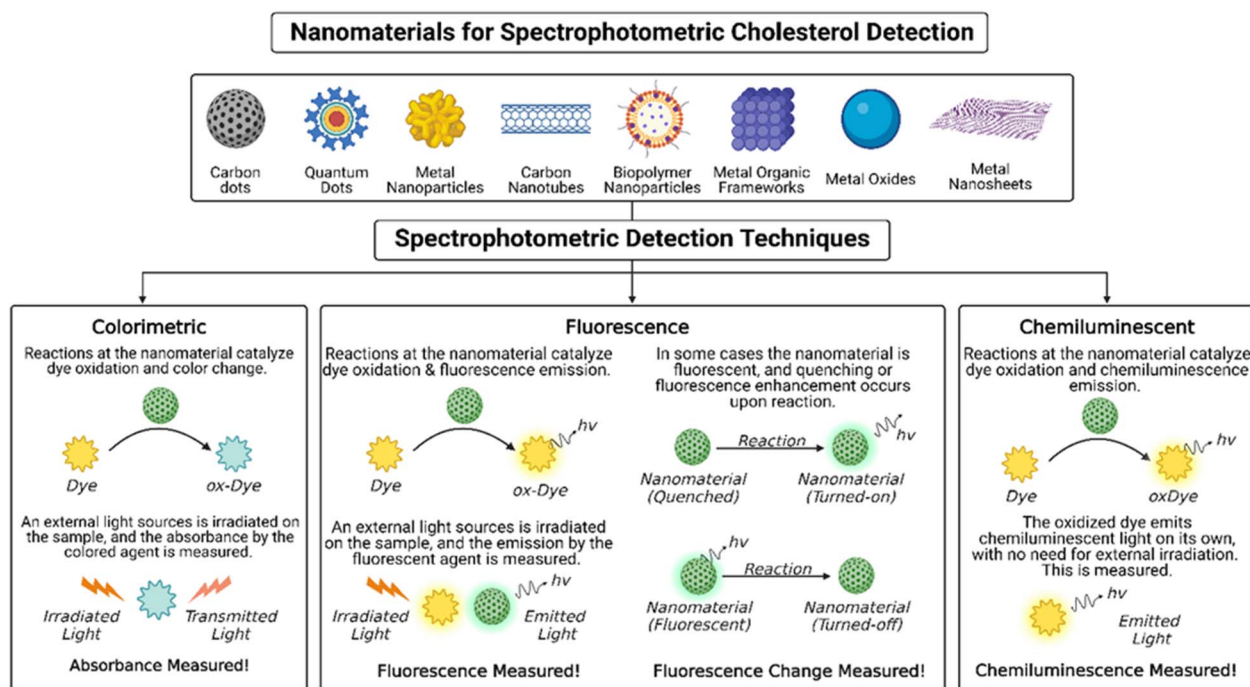 Nanomaterials for Spectrophotometric Cholesterol Detection
Carbon
dots
Quantum
Dots
Metal
Nanoparticles
Carbon
Nanotubes
Biopolymer
Nanoparticles
Metal Organic
Frameworks
Metal Oxides
Metal
Nanosheets
Spectrophotometric Detection Techniques
Colorimetric
Reactions at the nanomaterial catalyze
dye oxidation and color change.
Dye
ox-Dye
An external light sources is irradiated on
the sample, and the absorbance by the
colored agent is measured.
Irradiated
Light
Transmitted
Light
Absorbance Measured!
Fluorescence
Reactions at the nanomaterial catalyze
dye oxidation & fluorescence emission.
hv
Dye
ox-Dye
An external light sources is irradiated
on the sample, and the emission by the
fluorescent agent is measured.
hv
Irradiated
Light
Emitted
Light
Fluorescence Measured!
In some cases the nanomaterial is
fluorescent, and quenching or
fluorescence enhancement occurs
upon reaction.
Reaction
hv
Nanomaterial
(Quenched)
Nanomaterial
(Turned-on)
hv
Reaction
Nanomaterial
(Fluorescent)
Nanomaterial
(Turned-off)
Fluorescence Change Measured!
Chemiluminescent
Reactions at the nanomaterial catalyze
dye oxidation and chemiluminescence
emission.
hv
Dye
oxDye
The oxidized dye emits
chemiluminescent light on its own,
with no need for external irradiation.
This is measured.
hv
Emitted
Light
Chemiluminescence Measured!